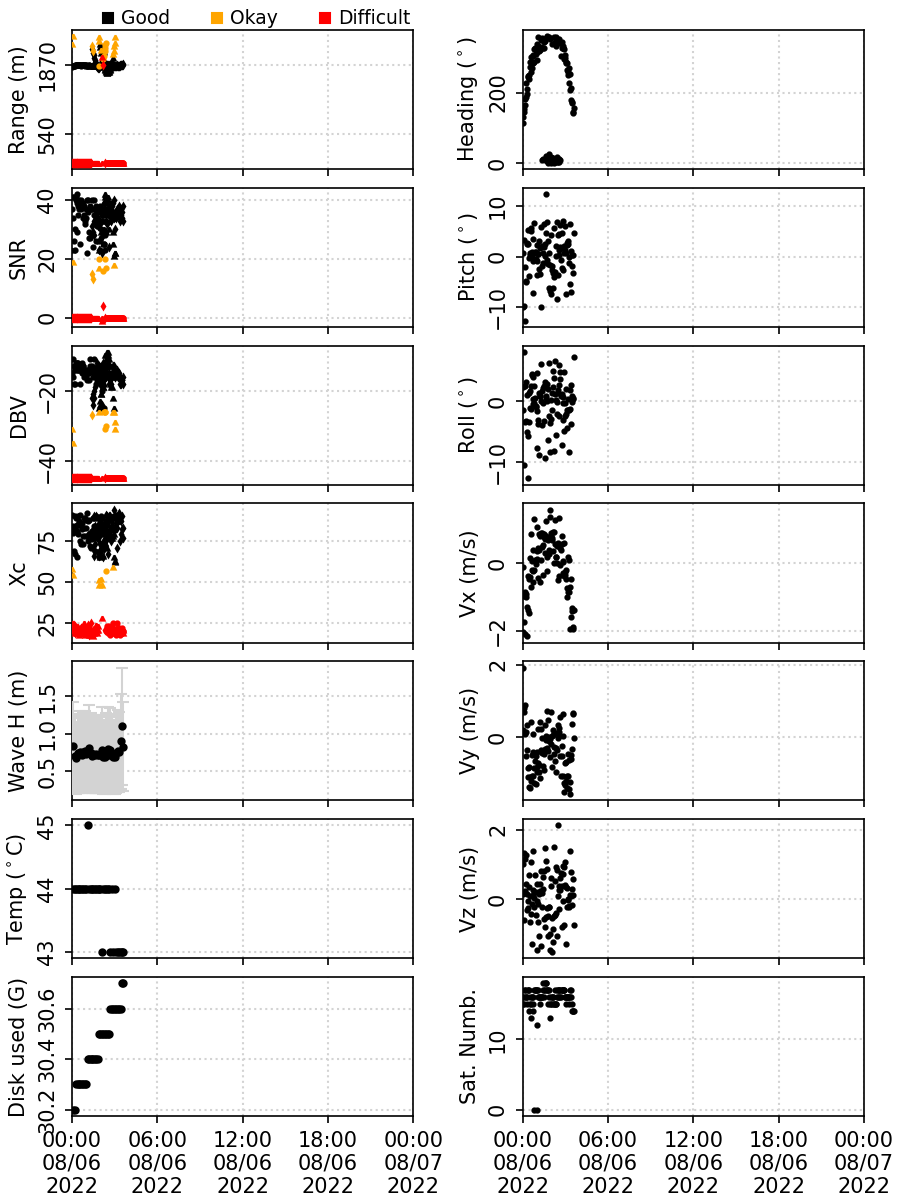 Good Okay Difficult
Range (m)
1870
540
Heading (°)
200
0
SNR
40
20
0
Pitch (°)
10
0
−10
DBV
−20
−40
Roll (°)
0
−10
Xc
75
50
25
Vx (m/s)
0
−2
Wave H (m)
1.5
1.0
0.5
Vy (m/s)
2
0
Temp (°C)
45
44
43
Vz (m/s)
2
0
Disk used (G)
30.6
30.4
30.2
Sat. Numb.
10
0
00:00 06:00 12:00 18:00 00:00
08/06 08/06 08/06 08/06 08/07
2022 2022 2022 2022 2022
00:00 06:00 12:00 18:00 00:00
08/06 08/06 08/06 08/06 08/07
2022 2022 2022 2022 2022